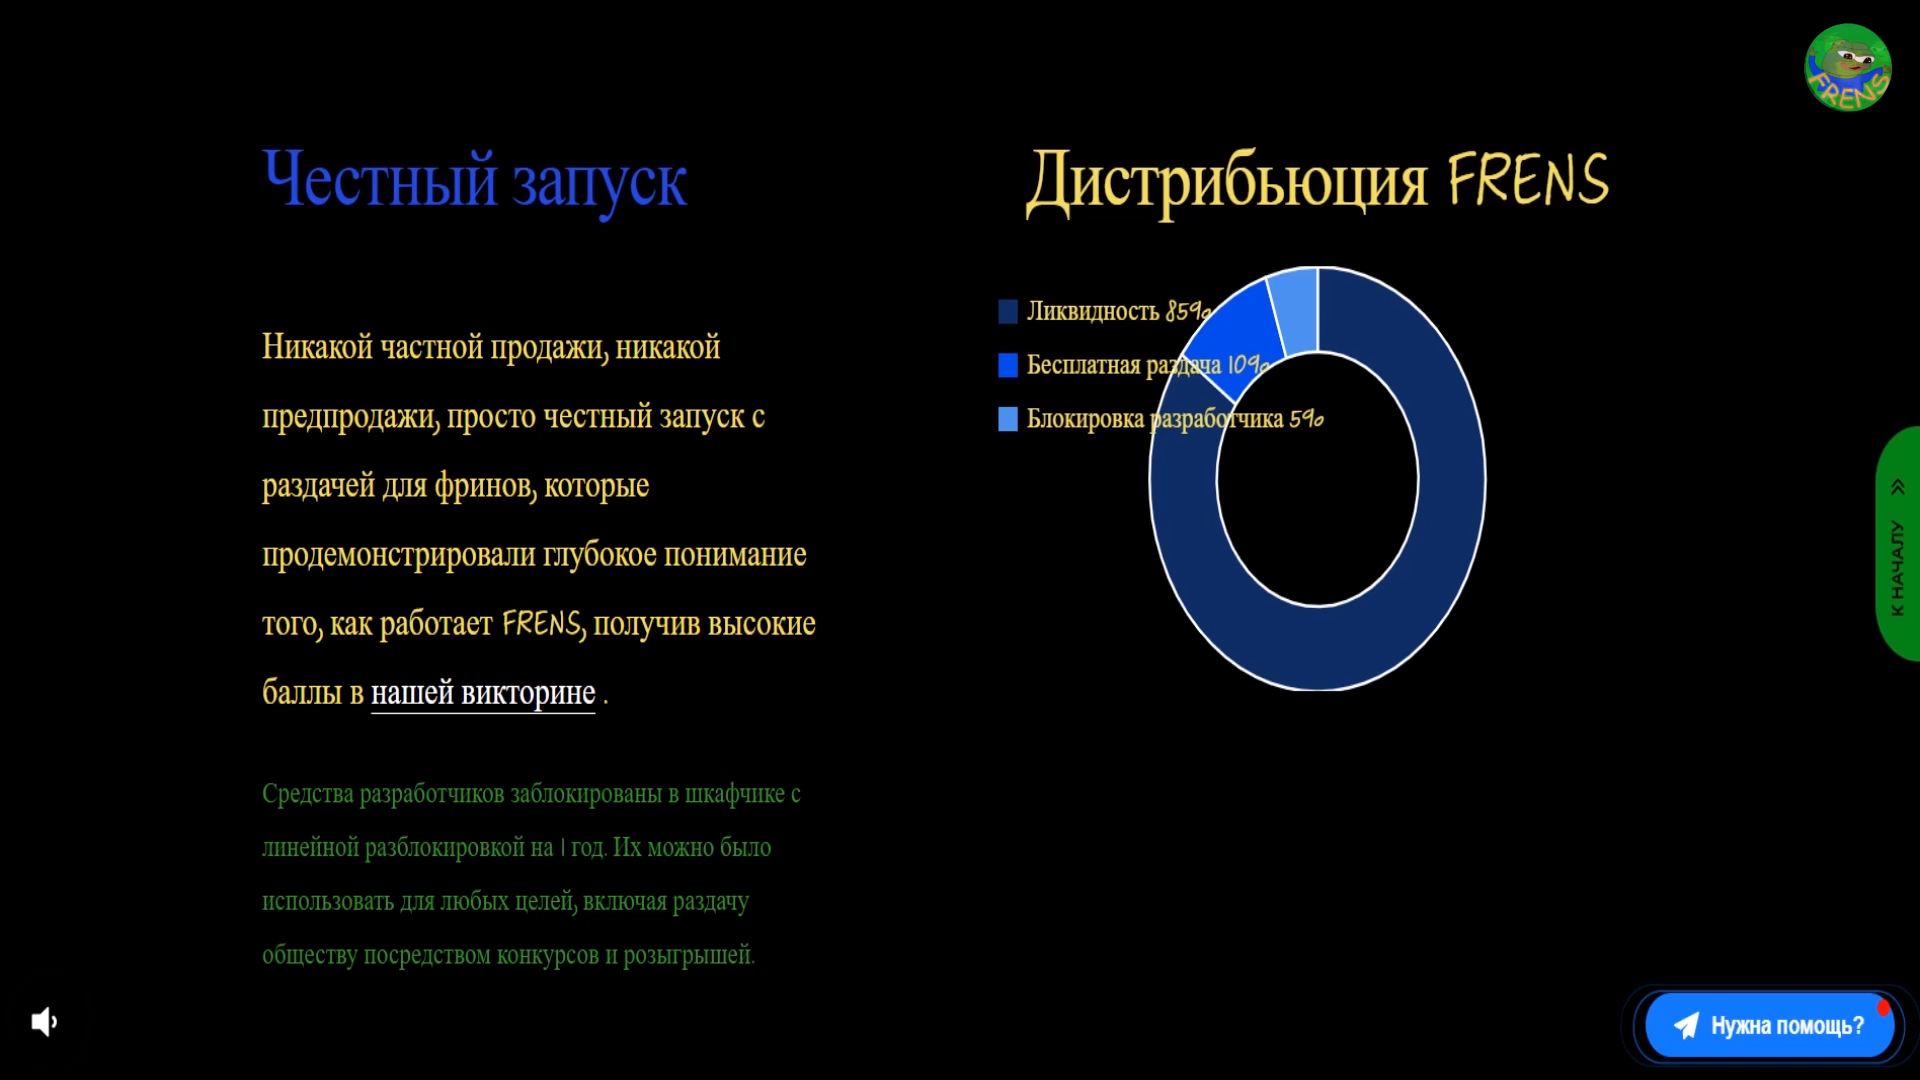 FRENS
Честный запуск
Никакой частной продажи, никакой
предпродажи, просто честный запуск с
раздачей для фринов, которые
продемонстрировали глубокое понимание
того, как работает FRENS, получив высокие
баллы в нашей викторине .
Средства разработчиков заблокированы в шкафчике с
линейной разблокировкой на 1 год. Их можно было
использовать для любых целей, включая раздачу
обществу посредством конкурсов и розыгрышей.
Дистрибьюция FRENS
Ликвидность 85%
Бесплатная раздача 10%
Блокировка разработчика 5%
К НАЧАЛУ
Нужна помощь?